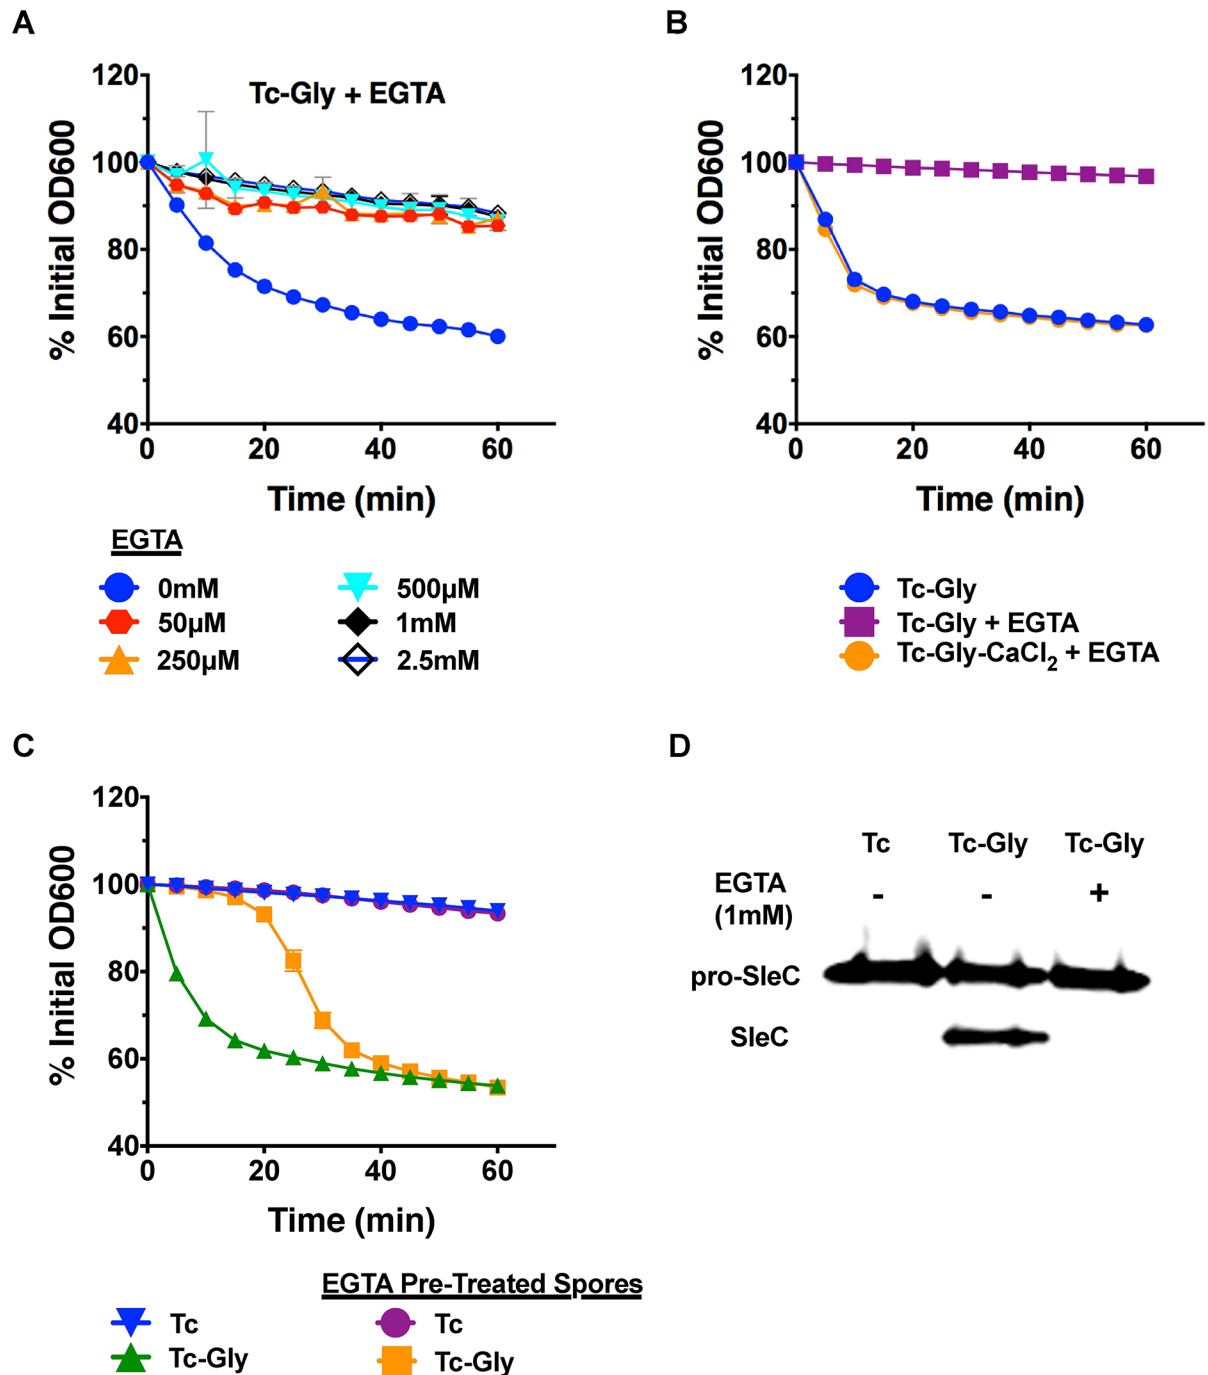 A
Tc-Gly + EGTA
120
100
80
60
40
% Initial OD600
0 20 40 60
Time (min)
EGTA
0mM
50µM
250µM
500µM
1mM
2.5mM
B
120
100
80
60
40
% Initial OD600
0 20 40 60
Time (min)
Tc-Gly
Tc-Gly + EGTA
Tc-Gly-CaCl₂ + EGTA
C
120
100
80
60
40
% Initial OD600
0 20 40 60
Time (min)
Tc
Tc-Gly
EGTA Pre-Treated Spores
Tc
Tc-Gly
D
Tc Tc-Gly Tc-Gly
EGTA
(1mM)
- - +
pro-SleC
SleC